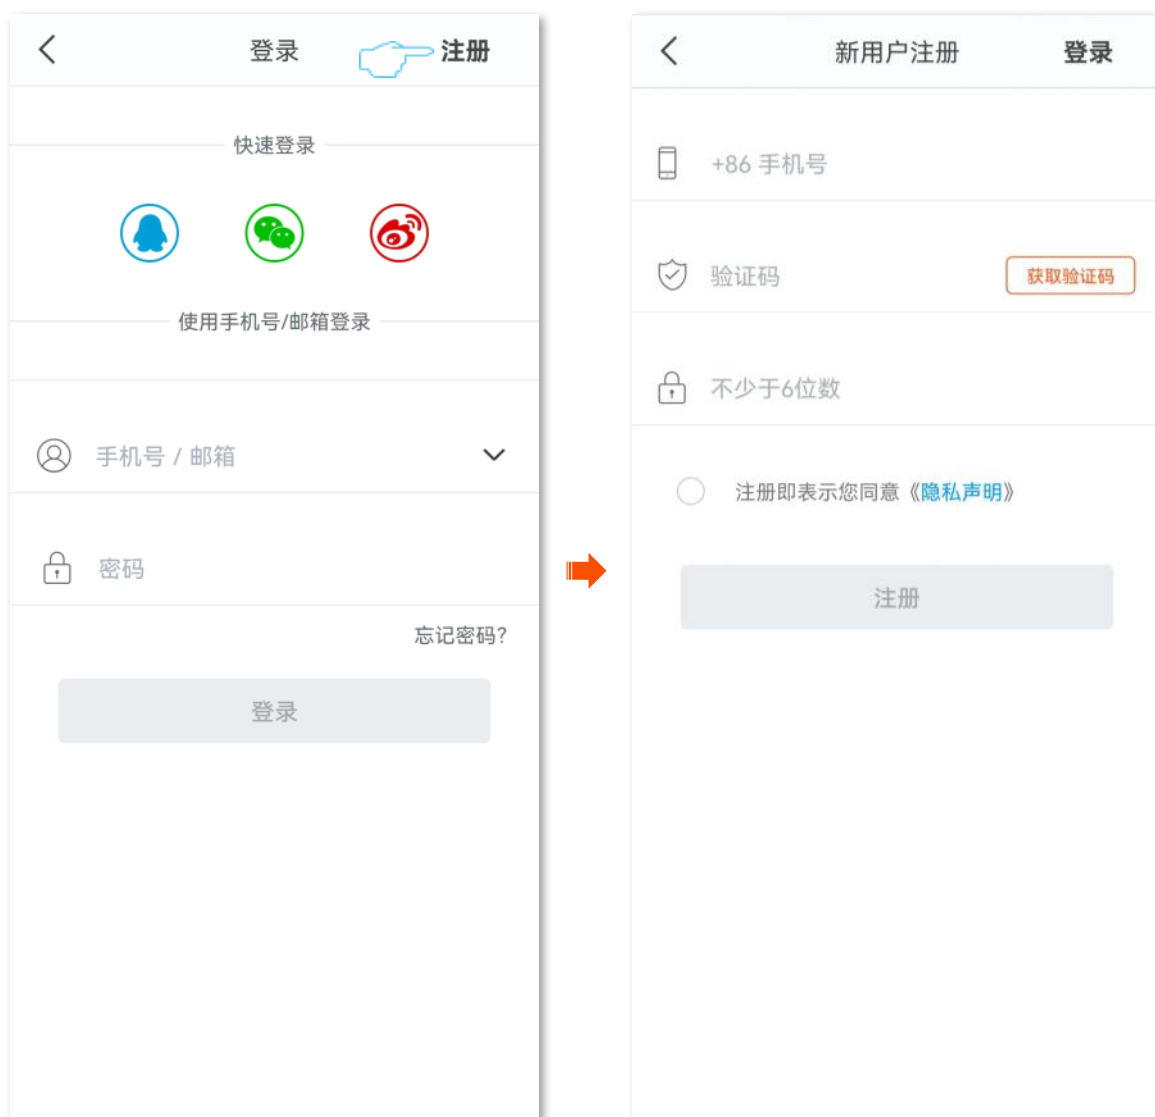 登录
注册
快速登录
使用手机号/邮箱登录
手机号 / 邮箱
密码
忘记密码?
登录
新用户注册
登录
+86 手机号
验证码
获取验证码
不少于6位数
注册即表示您同意《隐私声明》
注册